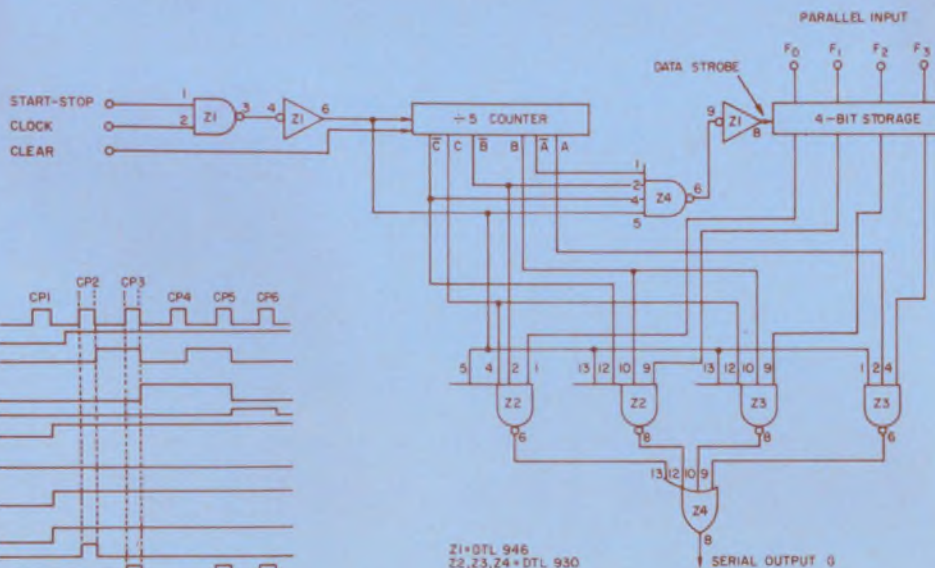 PARALLEL INPUT
F0 F1 F2 F3
DATA STROBE
START-STOP 1 Z1 3 4 Z1 6
CLOCK 2
CLEAR
÷5 COUNTER
C̅ C B̅ B A̅ A
9 Z1 8
4-BIT STORAGE
1 2 4 5 Z4 6
CP1 CP2 CP3 CP4 CP5 CP6
5 4 2 1 13 12 10 9 13 12 10 9 1 2 4
Z2 Z2 Z3 Z3
6 8 8 6
13 12 10 9
Z4
8
Z1=DTL 946
Z2,Z3,Z4=DTL 930
SERIAL OUTPUT G